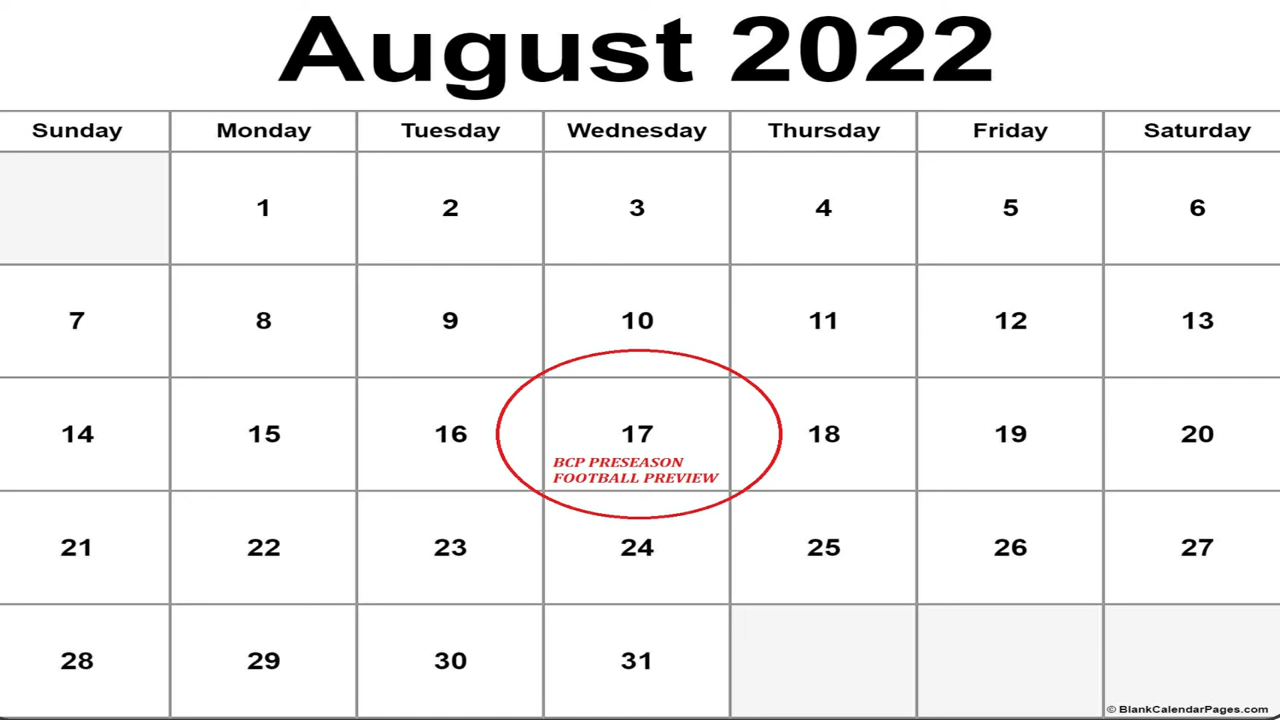 August 2022
Sunday Monday Tuesday Wednesday Thursday Friday Saturday
1 2 3 4 5 6
7 8 9 10 11 12 13
14 15 16 17 18 19 20
BCP PRESEASON
FOOTBALL PREVIEW
21 22 23 24 25 26 27
28 29 30 31
© BlankCalendarPages.com